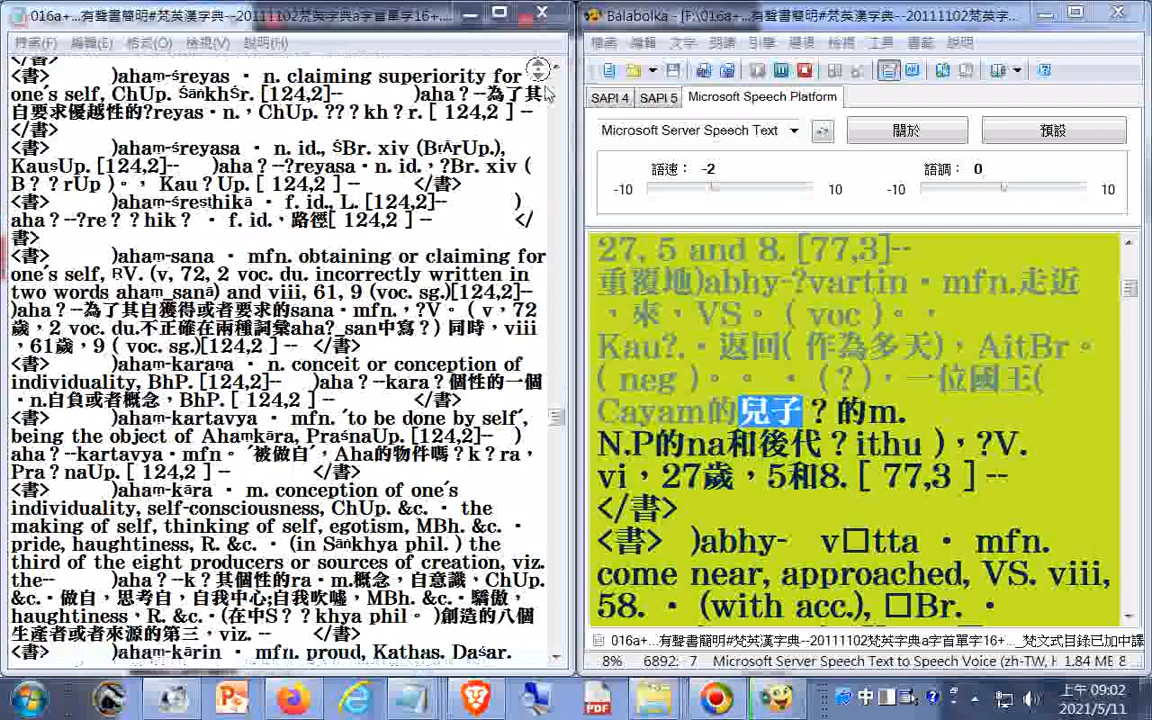 016a+...有聲書簡明#梵英漢字典--20111102梵英字典a字首單字16+...
檔案(F) 編輯(E) 格式(O) 檢視(V) 說明(H)
</書>
<書> )ahaṃ-śreyas · n. claiming superiority for
one's self, ChUp. ŚāṅkhŚr. [124,2]-- )aha?--為了其
自要求優越性的?reyas·n.，ChUp. ???kh?r. [ 124,2 ] --
</書>
<書> )ahaṃ-śreyasa · n. id., ŚBr. xiv (BṛĀrUp.),
KauṣUp. [124,2]-- )aha?--?reyasa·n. id.，?Br. xiv (
B??rUp )。， Kau?Up. [ 124,2 ] -- </書>
<書> )ahaṃ-śreṣthikā · f. id., L. [124,2]-- )
aha?--?re??hik? · f. id.，路徑[ 124,2 ] -- </
書>
<書> )ahaṃ-sana · mfn. obtaining or claiming for
one's self, ṚV. (v, 72, 2 voc. du. incorrectly written in
two words ahaṃ_sanā) and viii, 61, 9 (voc. sg.)[124,2]--
)aha?--為了其自獲得或者要求的sana·mfn.，?V。( v，72
歲，2 voc. du.不正確在兩種詞彙aha?_san中寫?) 同時，viii
，61歲，9 ( voc. sg.)[124,2 ] -- </書>
<書> )ahaṃ-karaṇa · n. conceit or conception of
individuality, BhP. [124,2]-- )aha?--kara?個性的一個
·n.自負或者概念，BhP. [ 124,2 ] -- </書>
<書> )ahaṃ-kartavya · mfn. 'to be done by self',
being the object of Ahaṃkāra, PraśnaUp. [124,2]-- )
aha?--kartavya·mfn。'被做自'，Aha的物件嗎?k?ra，
Pra?naUp. [ 124,2 ] -- </書>
<書> )ahaṃ-kāra · m. conception of one's
individuality, self-consciousness, ChUp. &c. · the
making of self, thinking of self, egotism, MBh. &c. ·
pride, haughtiness, R. &c. · (in Sāṅkhya phil. ) the
third of the eight producers or sources of creation, viz.
the-- )aha?--k?其個性的ra·m.概念，自意識，ChUp.
&c.·做自，思考自，自我中心;自我吹噓，MBh. &c.·驕傲，
haughtiness，R. &c.·(在中S??khya phil。)創造的八個
生產者或者來源的第三，viz. -- </書>
<書> )ahaṃ-kārin · mfn. proud, Kathās. Daśar.
Balabolka - [F:\016a+...有聲書簡明#梵英漢字典--20111102梵英字...
檔案 編輯 文字 閱讀 引擎 選項 檢視 工具 書籤 說明
SAPI 4 SAPI 5 Microsoft Speech Platform
Microsoft Server Speech Text 關於 預設
語速： -2 語調： 0
-10 10 -10 10
27, 5 and 8. [77,3]--
重覆地)abhy-?vartin·mfn.走近
，來，VS。( voc )。，
Kau?.·返回( 作為多天)，AitBr。
( neg )。。 · (?)，一位國王(
Cayam的兒子？的m.
N.P的na和後代？ithu )，?V.
vi，27歲，5和8. [ 77,3 ] --
</書>
<書> )abhy- v□tta · mfn.
come near, approached, VS. viii,
58. · (with acc.), □Br. ·
016a+...有聲書簡明#梵英漢字典--20111102梵英字典a字首單字16+..._梵文式目錄已加中譯
8% 6892: 7 Microsoft Server Speech Text to Speech Voice (zh-TW, H 1.84 ME 8
中
上午 09:02
2021/5/11